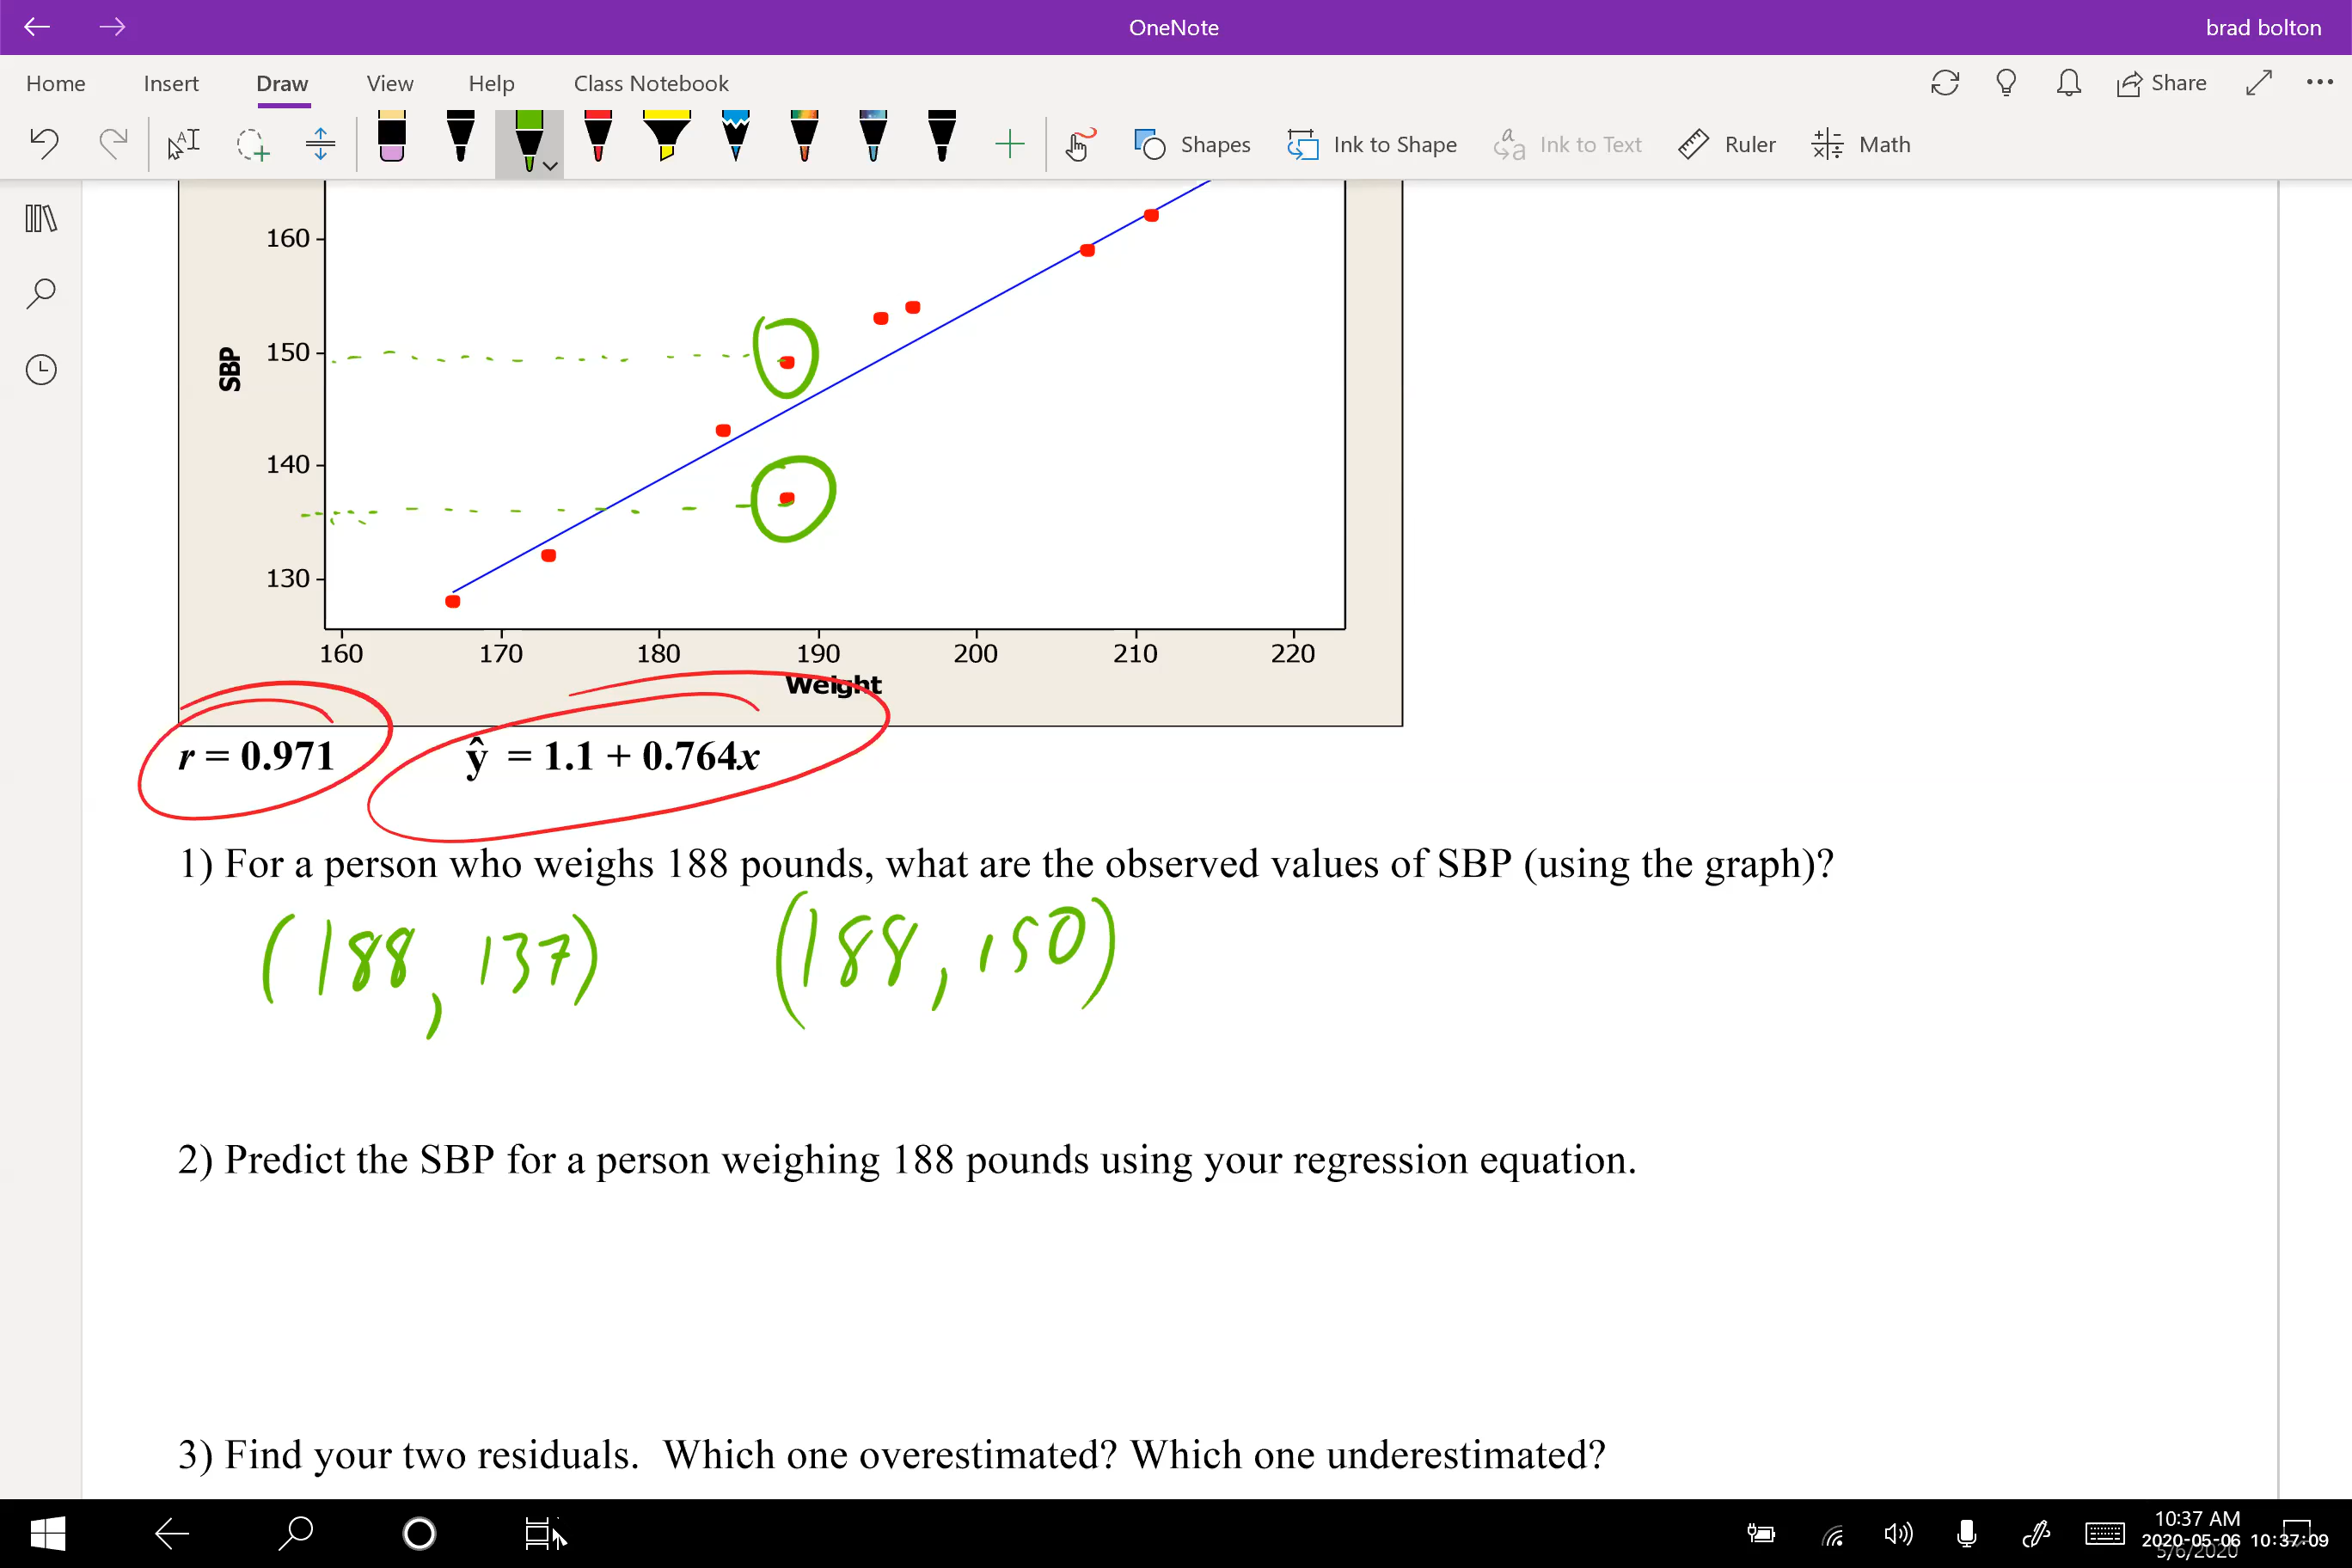 OneNote
brad bolton
Home Insert Draw View Help Class Notebook
Share
Shapes Ink to Shape Ink to Text Ruler Math
160
150
140
130
SBP
160 170 180 190 200 210 220
Weight
r = 0.971 ŷ = 1.1 + 0.764x
1) For a person who weighs 188 pounds, what are the observed values of SBP (using the graph)?
(188, 137) (188, 150)
2) Predict the SBP for a person weighing 188 pounds using your regression equation.
3) Find your two residuals. Which one overestimated? Which one underestimated?
10:37 AM
2020-05-06 10:37:09
5/6/2020